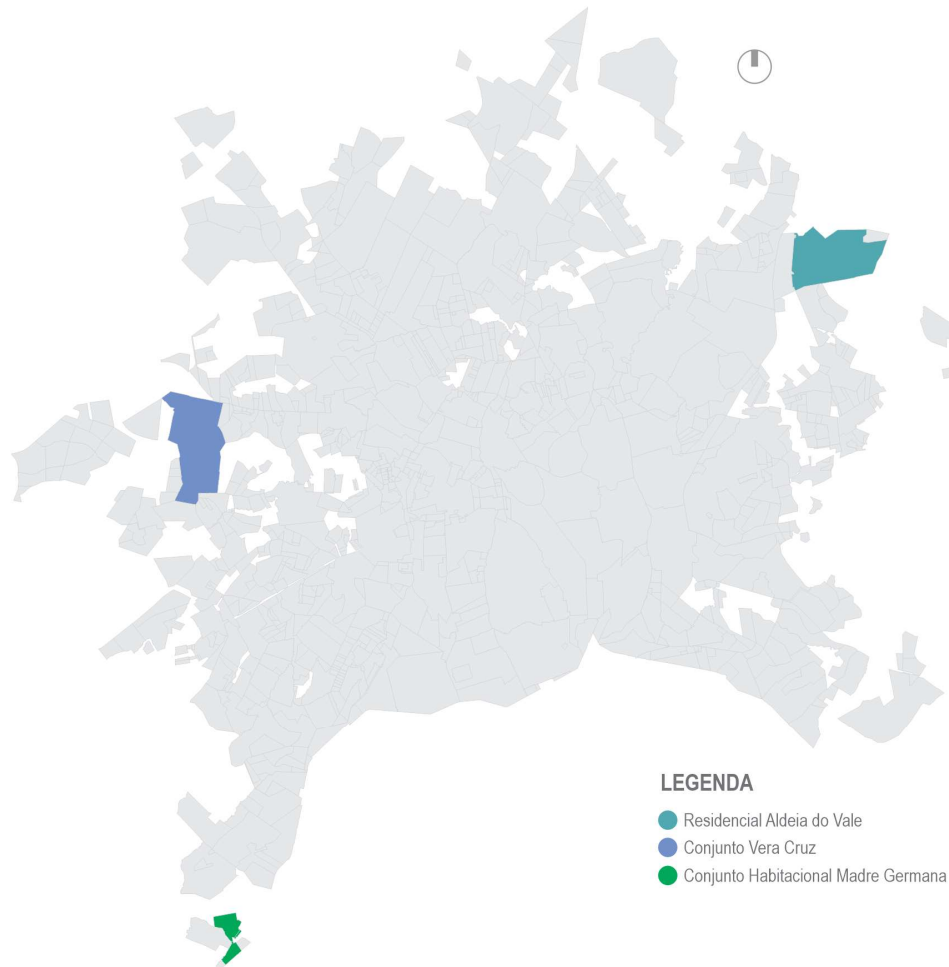 LEGENDA
Residencial Aldeia do Vale
Conjunto Vera Cruz
Conjunto Habitacional Madre Germana